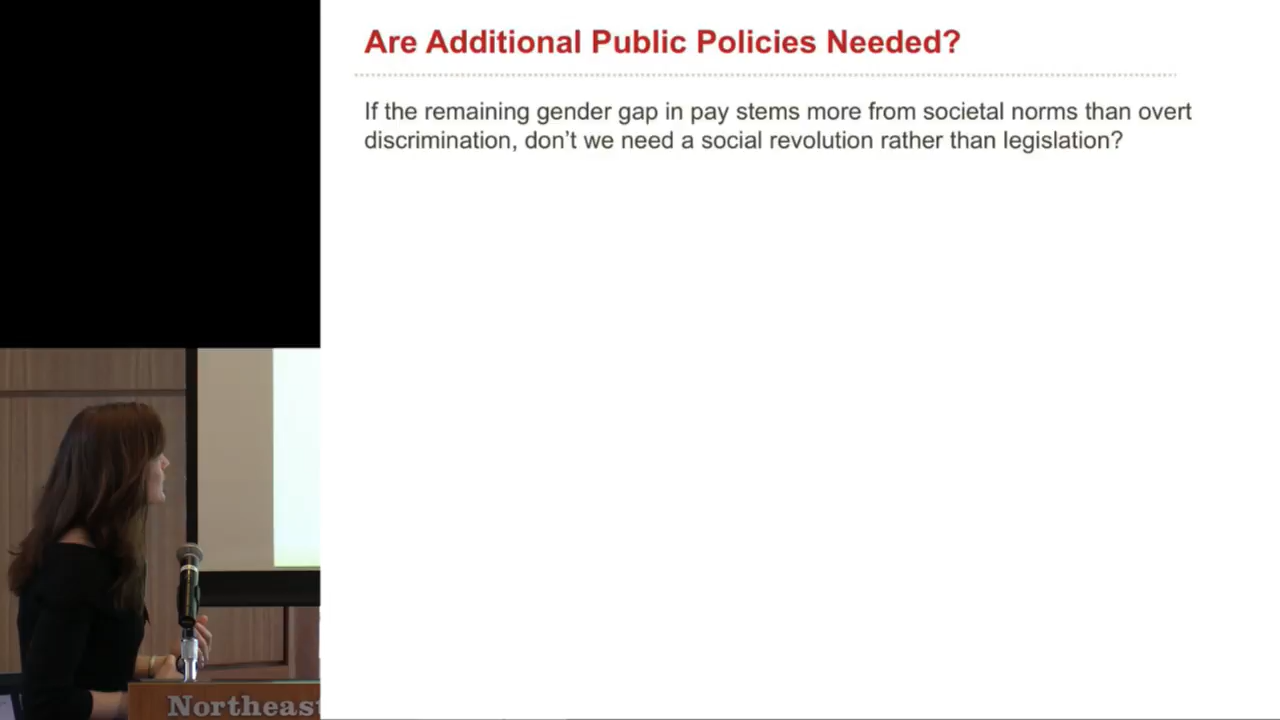 Are Additional Public Policies Needed?
If the remaining gender gap in pay stems more from societal norms than overt
discrimination, don't we need a social revolution rather than legislation?
Northeast